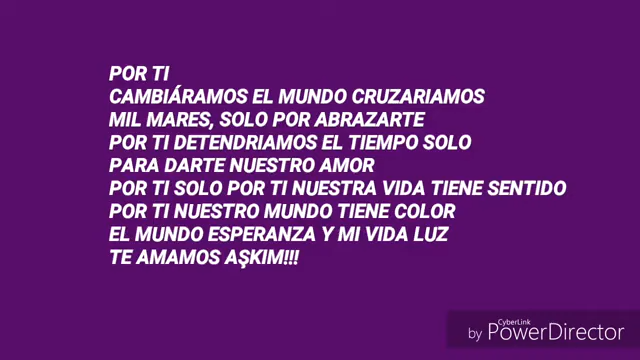 POR TI
CAMBIÁRAMOS EL MUNDO CRUZARIAMOS
MIL MARES, SOLO POR ABRAZARTE
POR TI DETENDRIAMOS EL TIEMPO SOLO
PARA DARTE NUESTRO AMOR
POR TI SOLO POR TI NUESTRA VIDA TIENE SENTIDO
POR TI NUESTRO MUNDO TIENE COLOR
EL MUNDO ESPERANZA Y MI VIDA LUZ
TE AMAMOS AŞKIM!!!
CyberLink
by PowerDirector